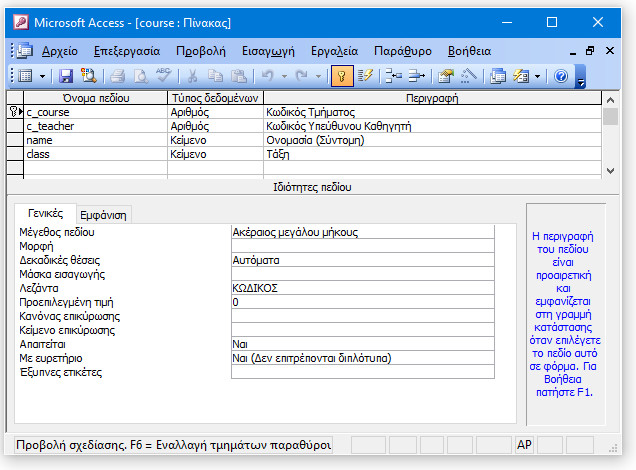 Microsoft Access - [course : Πίνακας]
Αρχείο Επεξεργασία Προβολή Εισαγωγή Εργαλεία Παράθυρο Βοήθεια
Όνομα πεδίου Τύπος δεδομένων Περιγραφή
c_course Αριθμός Κωδικός Τμήματος
c_teacher Αριθμός Κωδικός Υπεύθυνου Καθηγητή
name Κείμενο Ονομασία (Σύντομη)
class Κείμενο Τάξη
Ιδιότητες πεδίου
Γενικές Εμφάνιση
Μέγεθος πεδίου Ακέραιος μεγάλου μήκους
Μορφή
Δεκαδικές θέσεις Αυτόματα
Μάσκα εισαγωγής
Λεζάντα ΚΩΔΙΚΟΣ
Προεπιλεγμένη τιμή 0
Κανόνας επικύρωσης
Κείμενο επικύρωσης
Απαιτείται Ναι
Με ευρετήριο Ναι (Δεν επιτρέπονται διπλότυπα)
Έξυπνες ετικέτες
Η περιγραφή
του πεδίου
είναι
προαιρετική
και
εμφανίζεται
στη γραμμή
κατάστασης
όταν επιλέγετε
το πεδίο αυτό
σε φόρμα. Για
Βοήθεια
πατήστε F1.
Προβολή σχεδίασης. F6 = Εναλλαγή τμημάτων παραθύρου AP